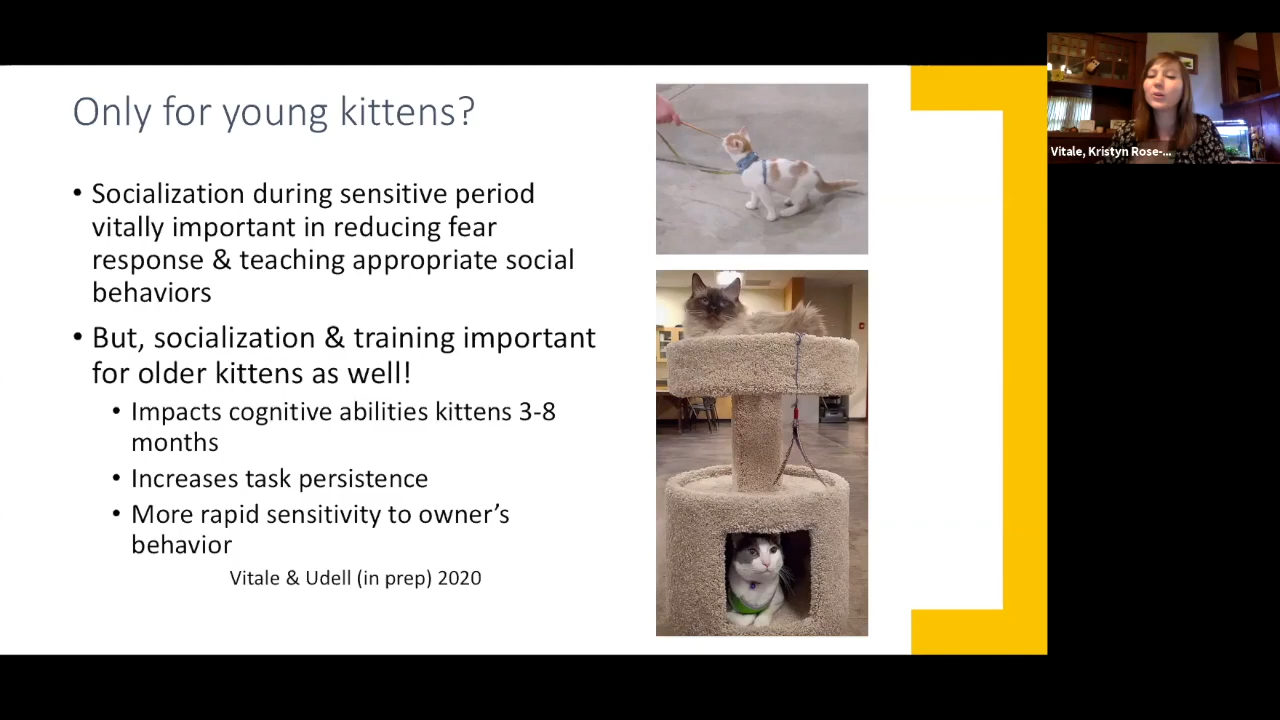 Only for young kittens?
• Socialization during sensitive period
vitally important in reducing fear
response & teaching appropriate social
behaviors
• But, socialization & training important
for older kittens as well!
• Impacts cognitive abilities kittens 3-8
months
• Increases task persistence
• More rapid sensitivity to owner's
behavior
Vitale & Udell (in prep) 2020
Vitale, Kristyn Rose-...